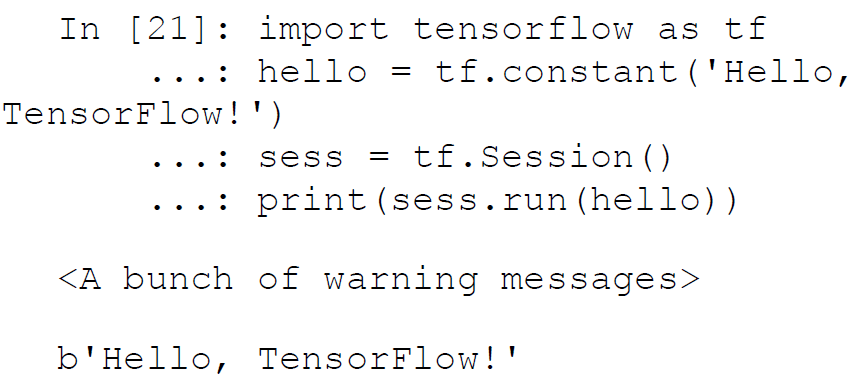 In [21]: import tensorflow as tf
...: hello = tf.constant('Hello,
TensorFlow!')
...: sess = tf.Session()
...: print(sess.run(hello))
<A bunch of warning messages>
b'Hello, TensorFlow!'